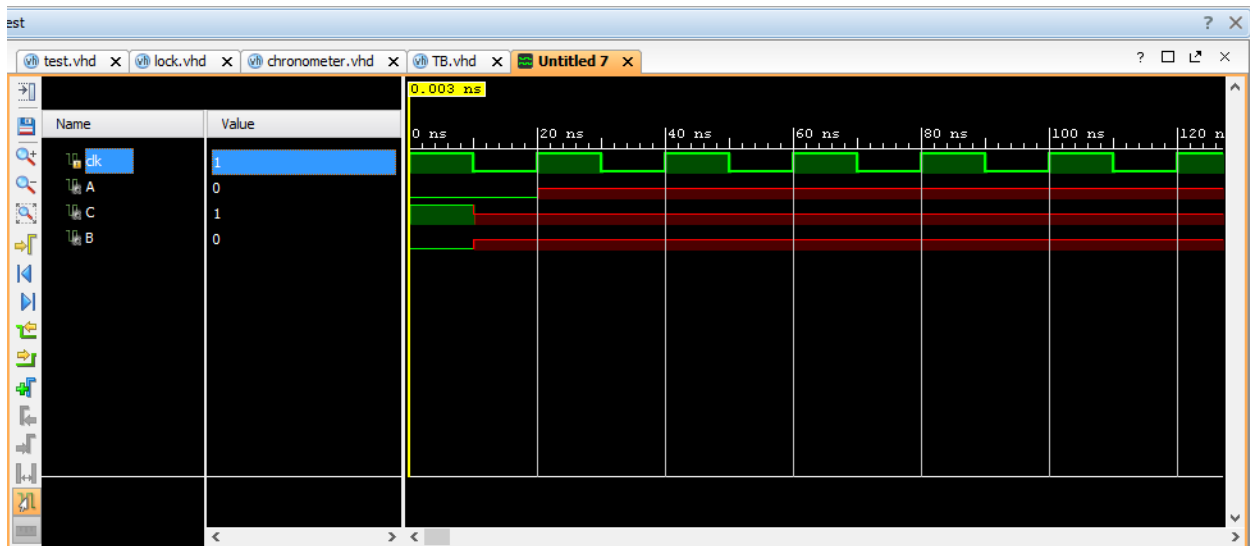 est ? ×
test.vhd × lock.vhd × chronometer.vhd × TB.vhd × Untitled 7 × ? ×
0.003 ns
Name Value
0 ns 20 ns 40 ns 60 ns 80 ns 100 ns 120 n
clk 1
A 0
C 1
B 0